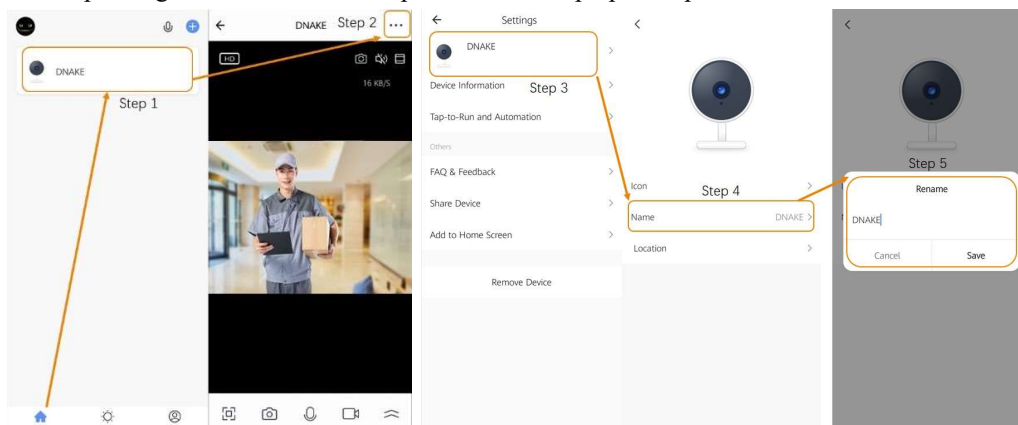 DNAKE
Step 1
DNAKE
Step 2
HD
16 KB/S
Settings
DNAKE
Device Information
Step 3
Tap-to-Run and Automation
Others
FAQ & Feedback
Share Device
Add to Home Screen
Remove Device
Icon
Step 4
Name
DNAKE
Location
Step 5
Rename
DNAKE
Cancel
Save